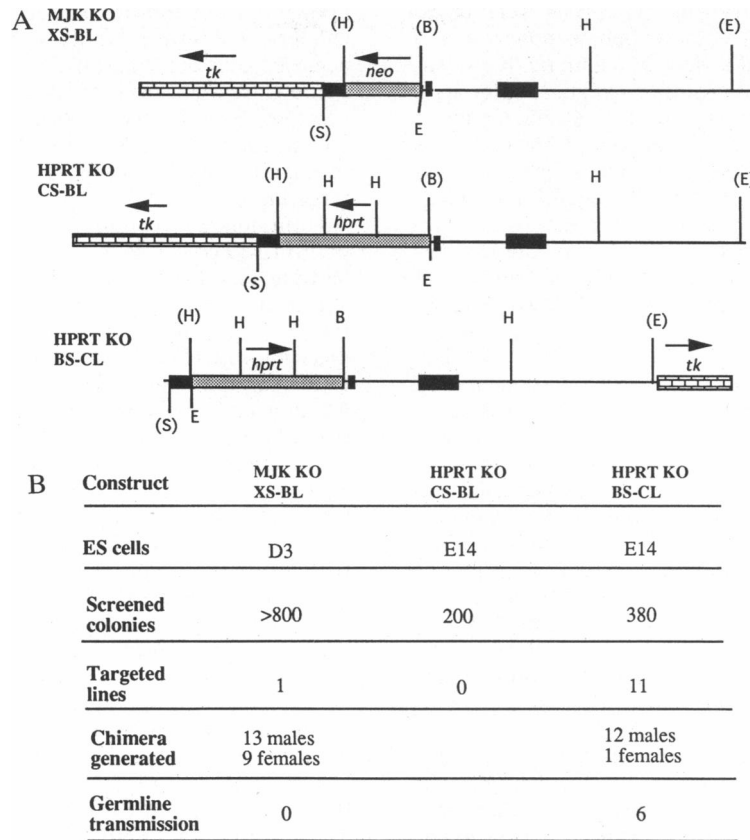 A
MJK KO
XS-BL
(H)
(B)
H
(E)
tk
neo
(S)
E
HPRT KO
CS-BL
(H)
H
H
(B)
H
(E)
tk
hprt
(S)
E
HPRT KO
BS-CL
(H)
H
H
B
H
(E)
hprt
tk
(S)
E
B
Construct MJK KO XS-BL HPRT KO CS-BL HPRT KO BS-CL
ES cells D3 E14 E14
Screened colonies >800 200 380
Targeted lines 1 0 11
Chimera generated 13 males 9 females 12 males 1 females
Germline transmission 0 6